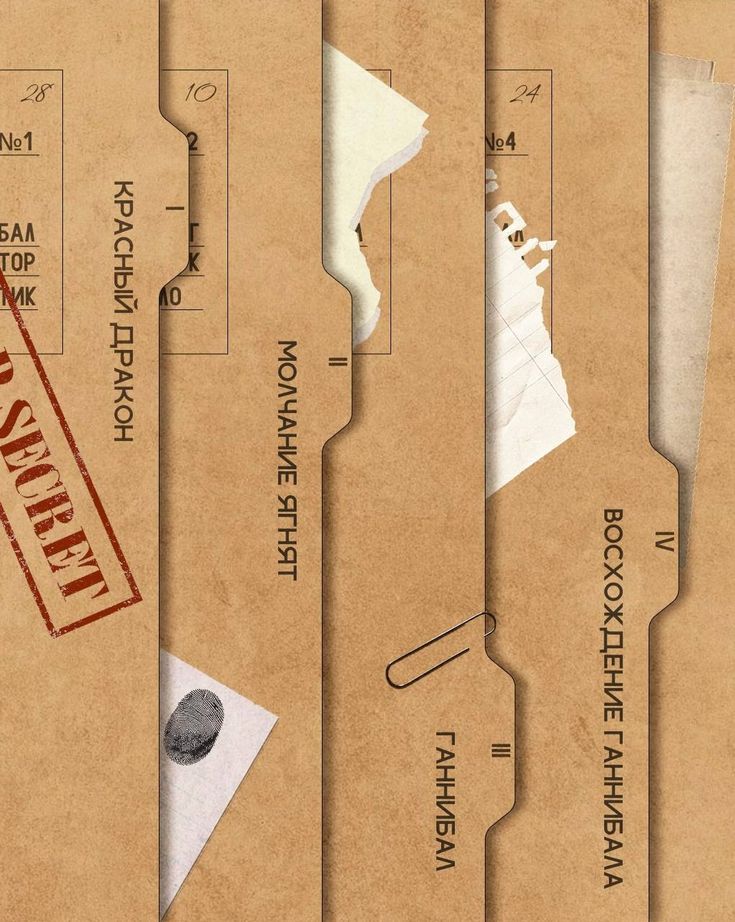 28
№1
БАЛ
ТОР
ТИК
SECRET
I
КРАСНЫЙ ДРАКОН
10
2
Г
К
ЛО
II
МОЛЧАНИЕ ЯГНЯТ
А
III
ГАННИБАЛ
24
№4
АЛ
IV
ВОСХОЖДЕНИЕ ГАННИБАЛА